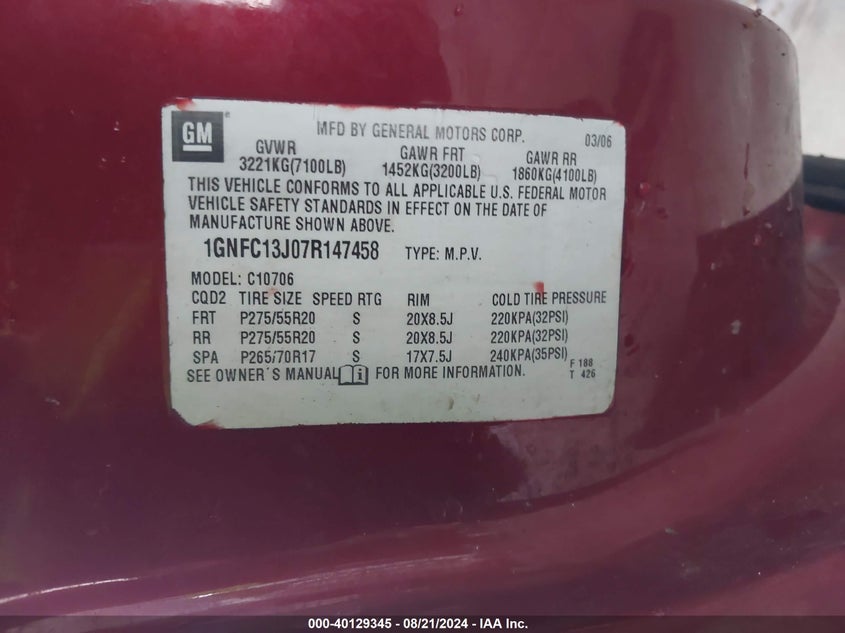 GM
MFD BY GENERAL MOTORS CORP. 03/06
GVWR GAWR FRT GAWR RR
3221KG(7100LB) 1452KG(3200LB) 1860KG(4100LB)
THIS VEHICLE CONFORMS TO ALL APPLICABLE U.S. FEDERAL MOTOR
VEHICLE SAFETY STANDARDS IN EFFECT ON THE DATE OF
MANUFACTURE SHOWN ABOVE.
1GNFC13J07R147458 TYPE: M.P.V.
MODEL: C10706
CQD2 TIRE SIZE SPEED RTG RIM COLD TIRE PRESSURE
FRT P275/55R20 S 20X8.5J 220KPA(32PSI)
RR P275/55R20 S 20X8.5J 220KPA(32PSI)
SPA P265/70R17 S 17X7.5J 240KPA(35PSI)
F 188
SEE OWNER'S MANUAL i FOR MORE INFORMATION. T 426
000-40129345 - 08/21/2024 - IAA Inc.